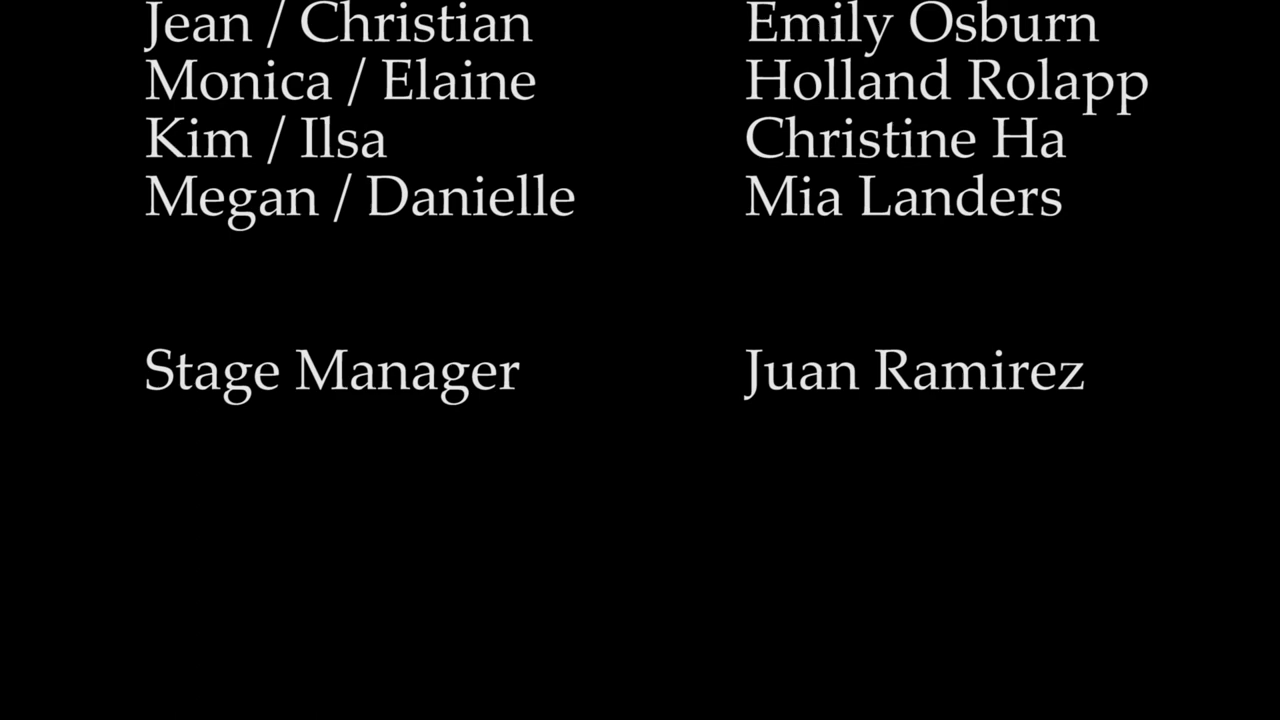 Jean / Christian Emily Osburn
Monica / Elaine Holland Rolapp
Kim / Ilsa Christine Ha
Megan / Danielle Mia Landers
Stage Manager Juan Ramirez